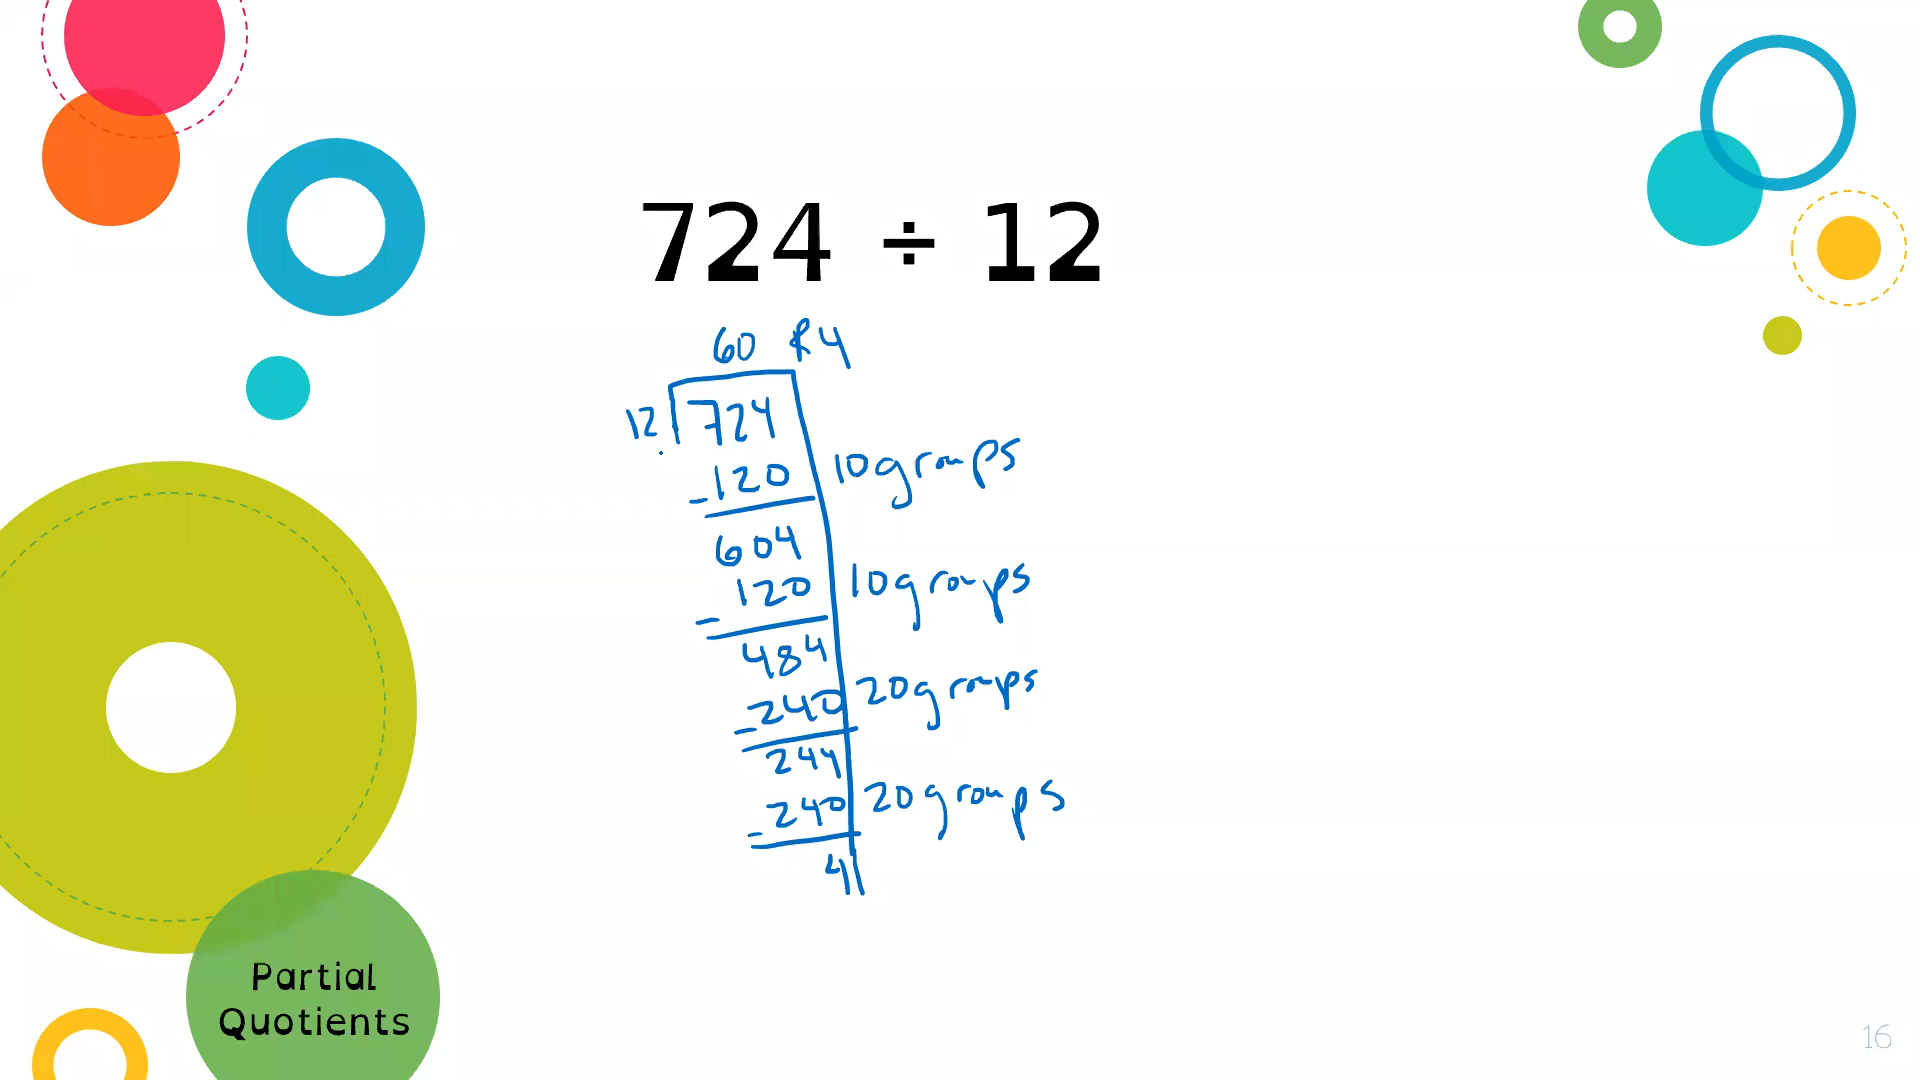 724 ÷ 12
60 R4
12 724
-120 10 groups
604
-120 10 groups
484
-240 20 groups
244
-240 20 groups
4
Partial
Quotients
16